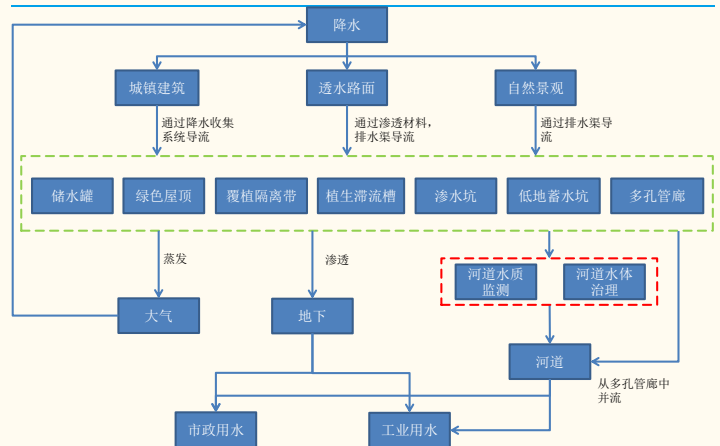 降水
城镇建筑
透水路面
自然景观
通过降水收集
系统导流
通过渗透材料，
排水渠导流
通过排水渠导
流
储水罐
绿色屋顶
覆植隔离带
植生滞流槽
渗水坑
低地蓄水坑
多孔管廊
蒸发
渗透
河道水质
监测
河道水体
治理
大气
地下
河道
从多孔管廊中
并流
市政用水
工业用水